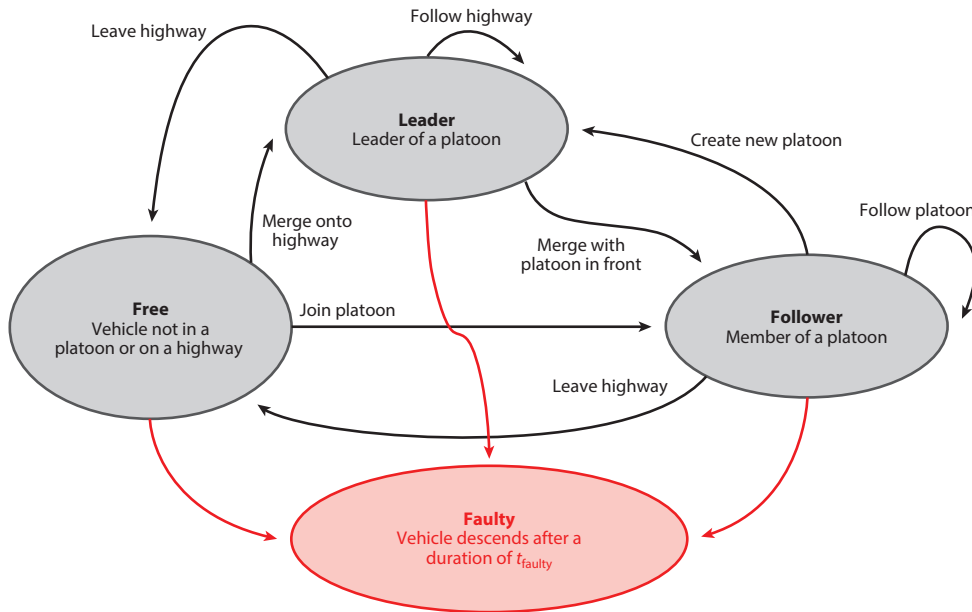 Follow highway
Leave highway
Leader
Leader of a platoon
Create new platoon
Follow platoon
Merge onto
highway
Merge with
platoon in front
Free
Vehicle not in a
platoon or on a highway
Join platoon
Follower
Member of a platoon
Leave highway
Faulty
Vehicle descends after a
duration of t_faulty